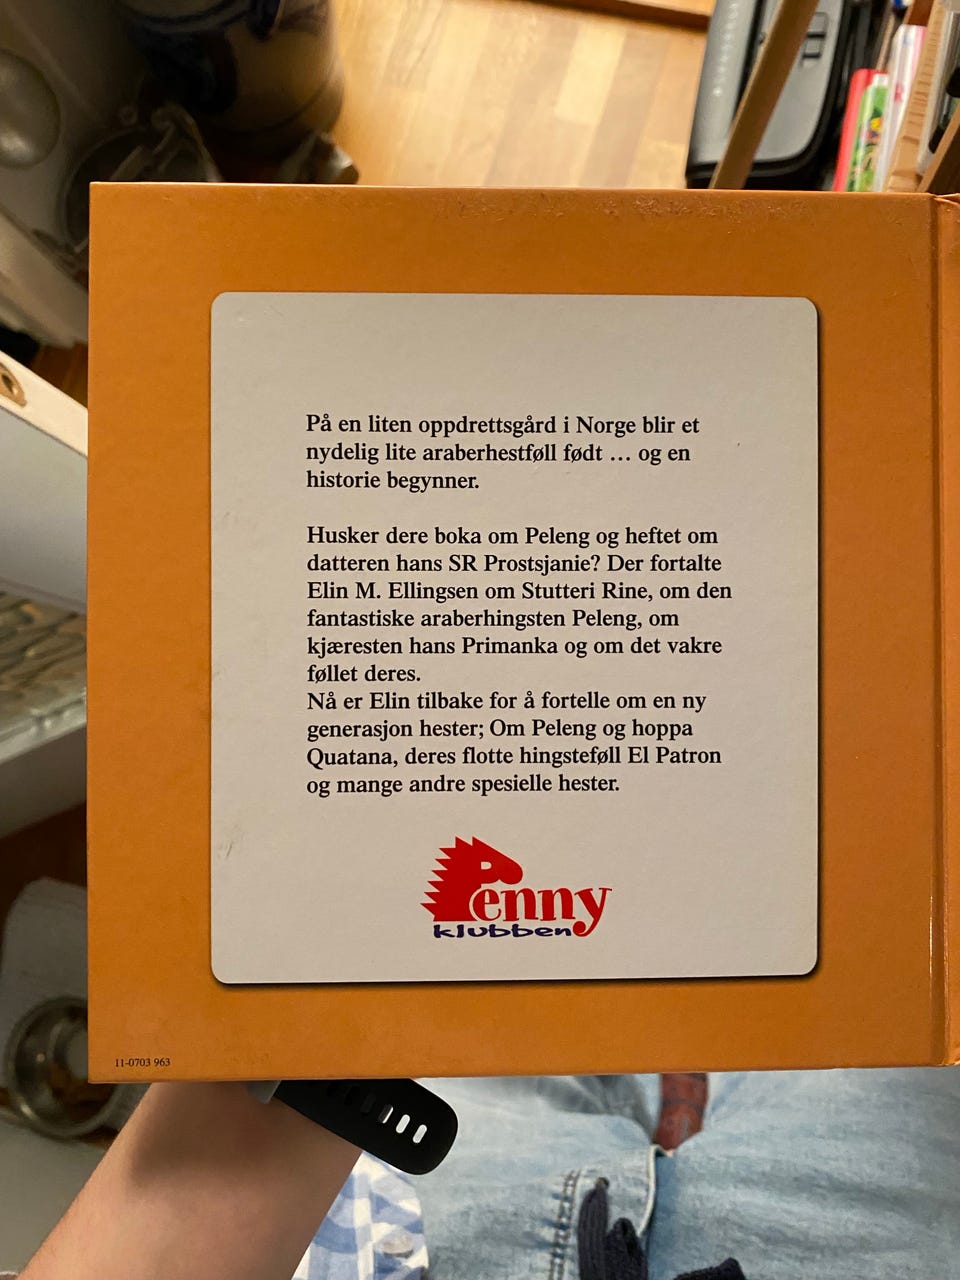 På en liten oppdrettsgård i Norge blir et
nydelig lite araberhestføll født … og en
historie begynner.
Husker dere boka om Peleng og heftet om
datteren hans SR Prostsjanie? Der fortalte
Elin M. Ellingsen om Stutteri Rine, om den
fantastiske araberhingsten Peleng, om
kjæresten hans Primanka og om det vakre
føllet deres.
Nå er Elin tilbake for å fortelle om en ny
generasjon hester; Om Peleng og hoppa
Quatana, deres flotte hingsteføll El Patron
og mange andre spesielle hester.
Penny
klubben
11-0703 963